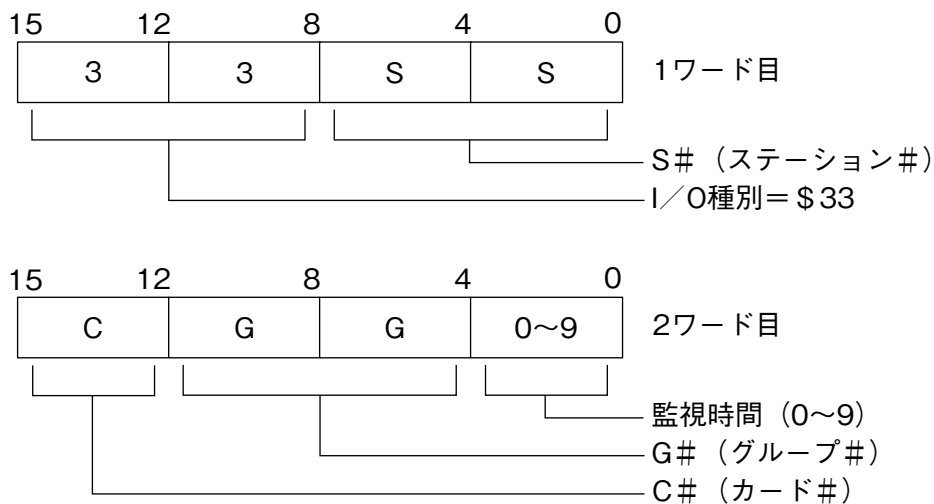 15 12 8 4 0
3 3 S S 1ワード目
S#（ステーション#）
I／O種別＝＄33
15 12 8 4 0
C G G 0～9 2ワード目
監視時間（0～9）
G#（グループ#）
C#（カード#）